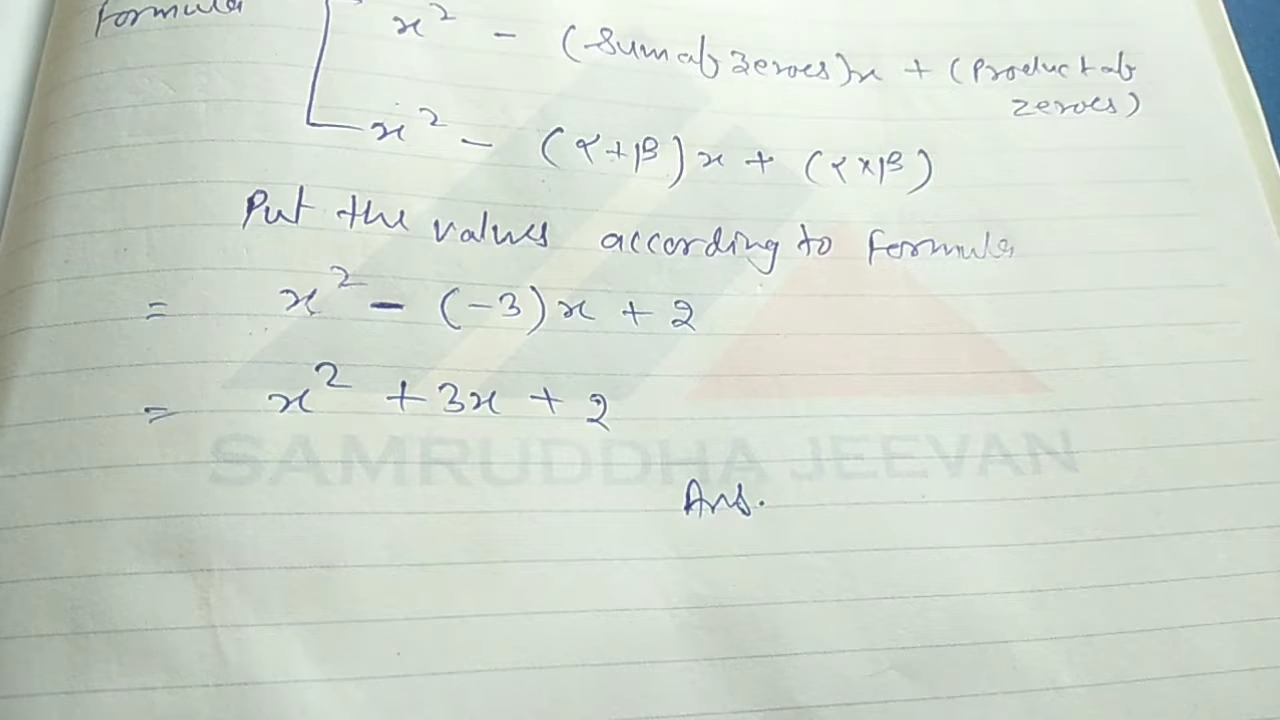 Formula
x² - (Sum of zeroes)x + (Product of
zeroes)
x² - (α+β)x + (α×β)
Put the values according to formula
= x² - (-3)x + 2
= x² + 3x + 2
SAMRUDDHA JEEVAN
Ans.